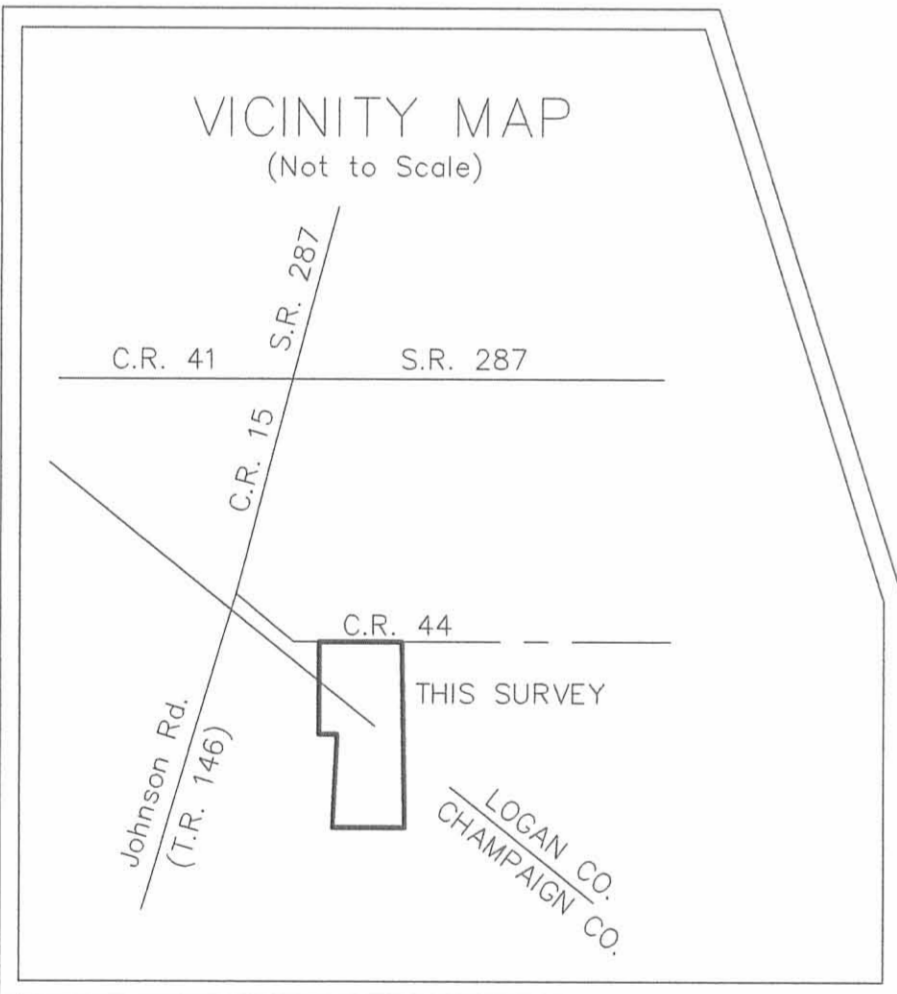 VICINITY MAP
(Not to Scale)
S.R. 287
C.R. 41
S.R. 287
C.R. 15
C.R. 44
THIS SURVEY
Johnson Rd.
(T.R. 146)
LOGAN CO.
CHAMPAIGN CO.